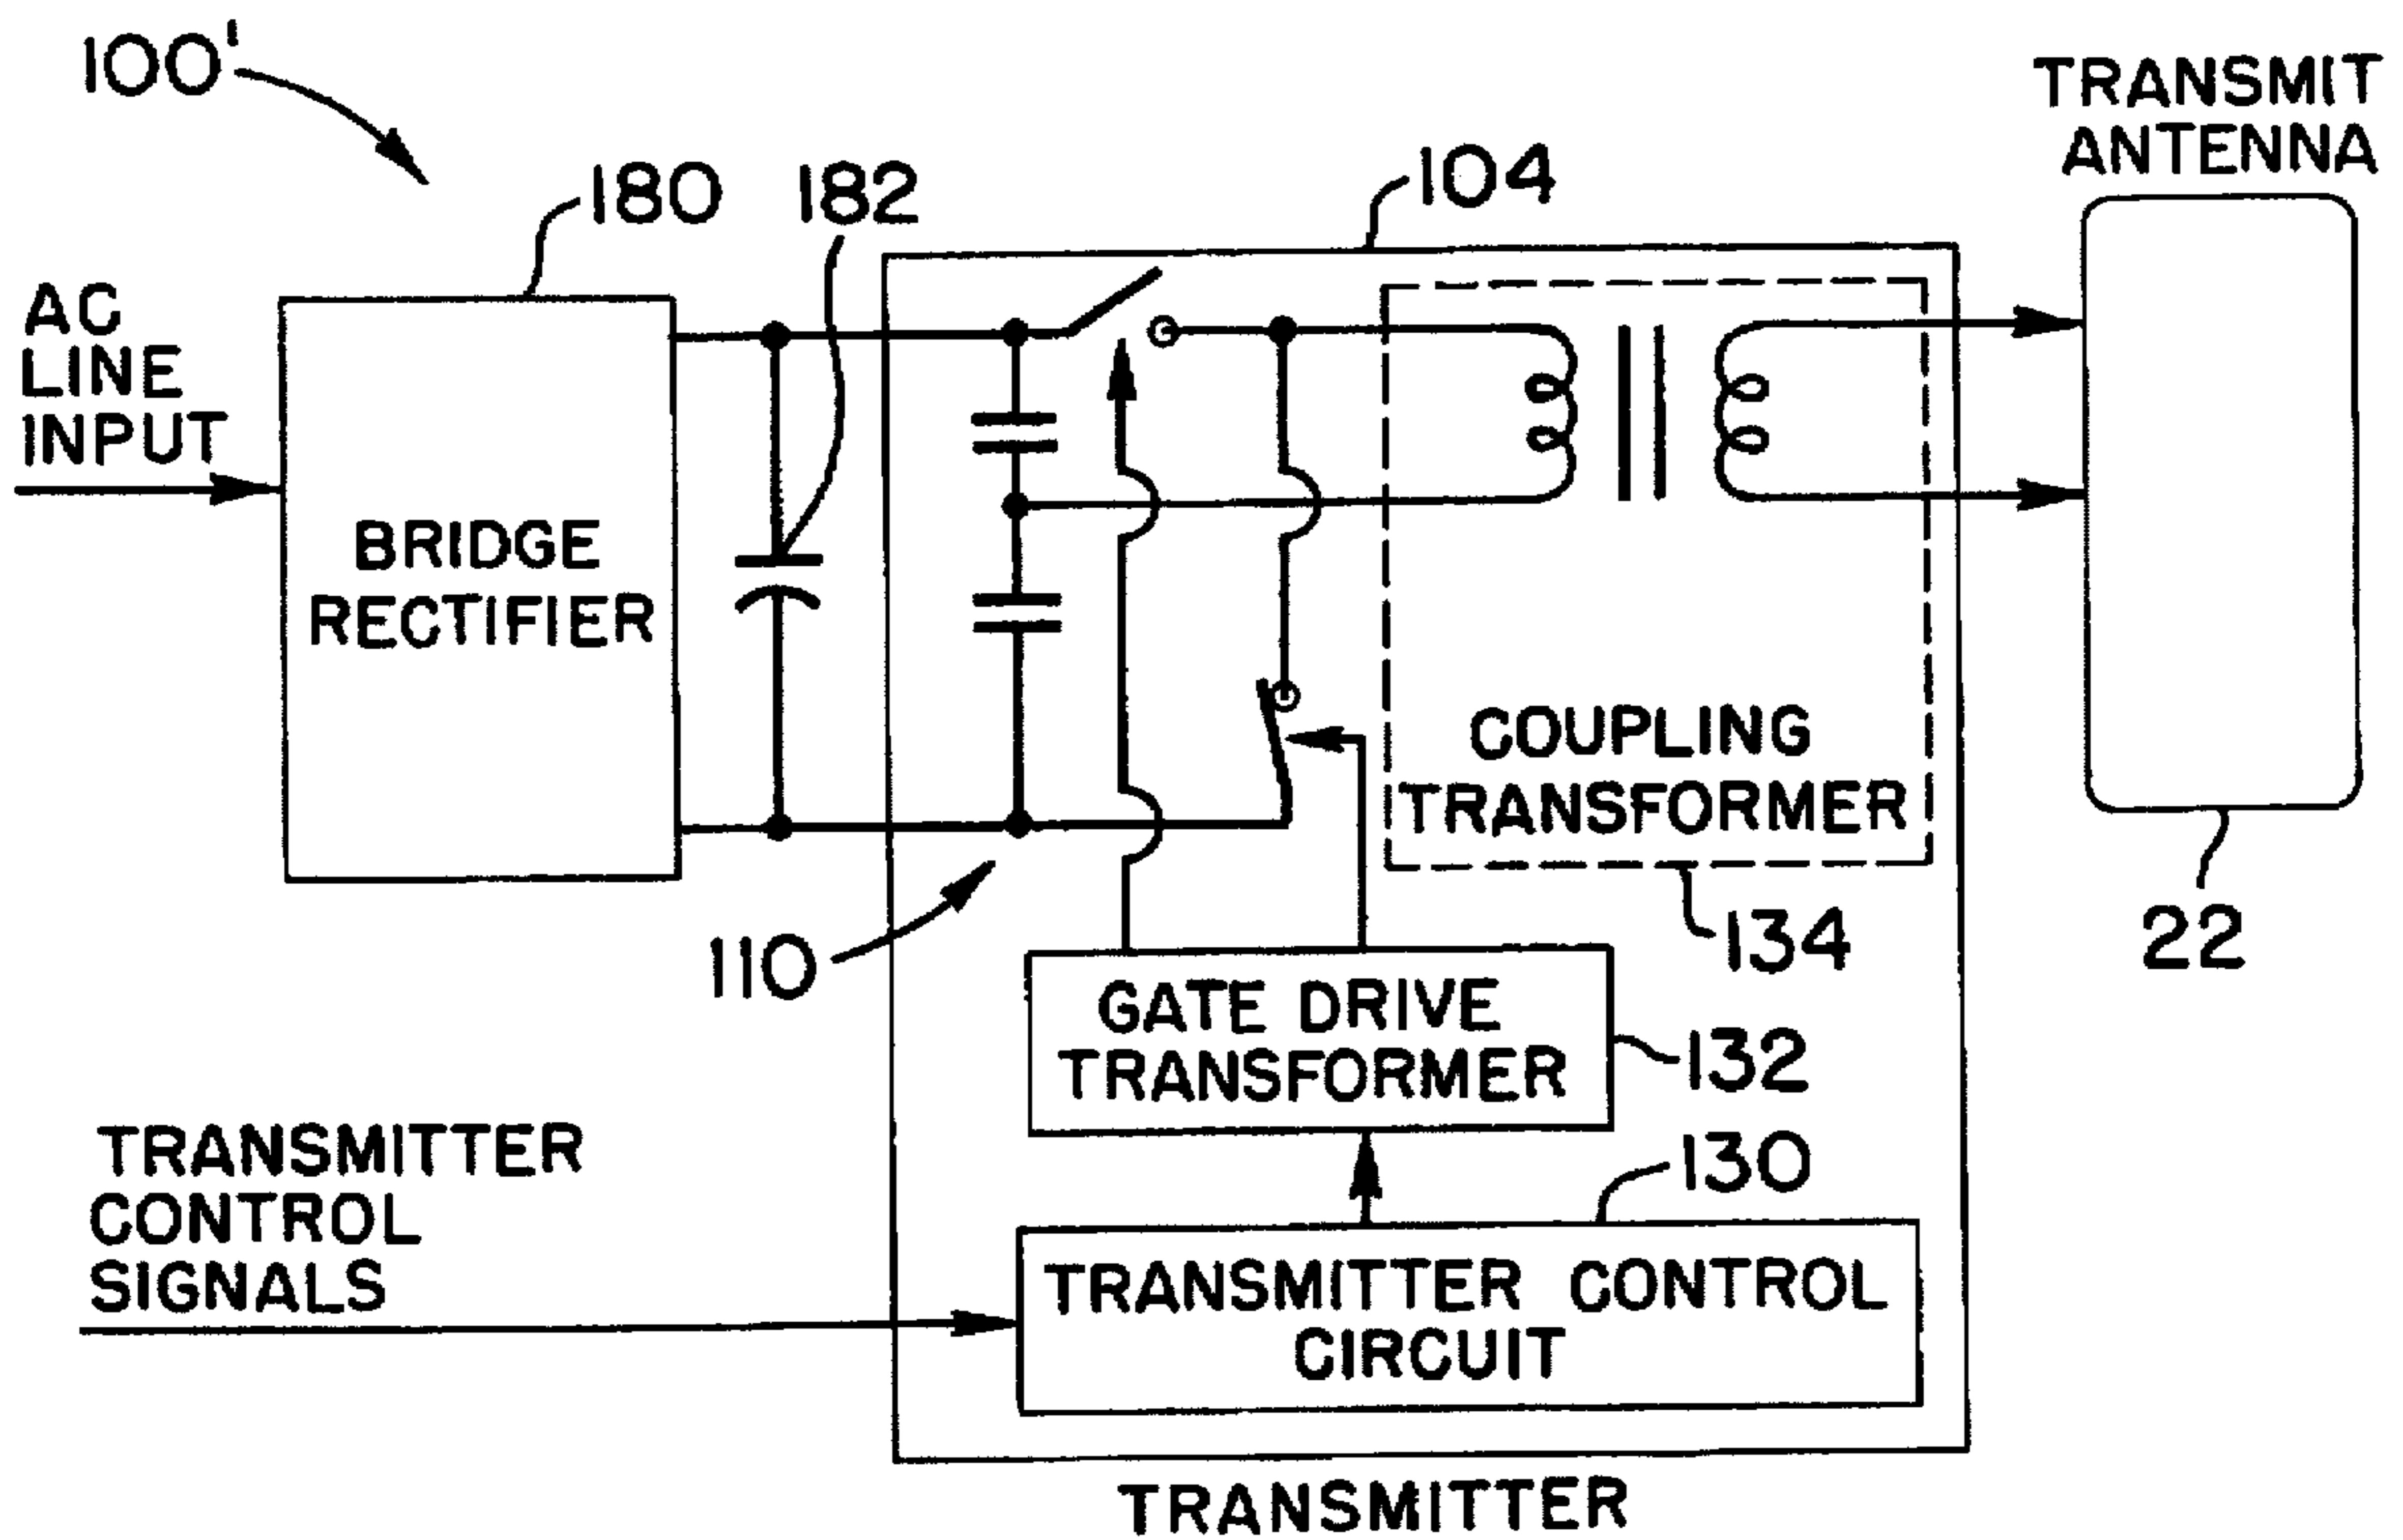 100'
TRANSMIT
ANTENNA
180
182
104
AC
LINE
INPUT
BRIDGE
RECTIFIER
COUPLING
TRANSFORMER
110
134
22
GATE DRIVE
TRANSFORMER
132
TRANSMITTER
CONTROL
SIGNALS
130
TRANSMITTER CONTROL
CIRCUIT
TRANSMITTER